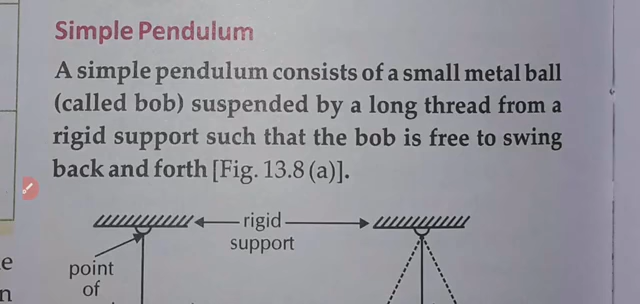 Simple Pendulum
A simple pendulum consists of a small metal ball
(called bob) suspended by a long thread from a
rigid support such that the bob is free to swing
back and forth [Fig. 13.8 (a)].
rigid
support
point
of
e
n